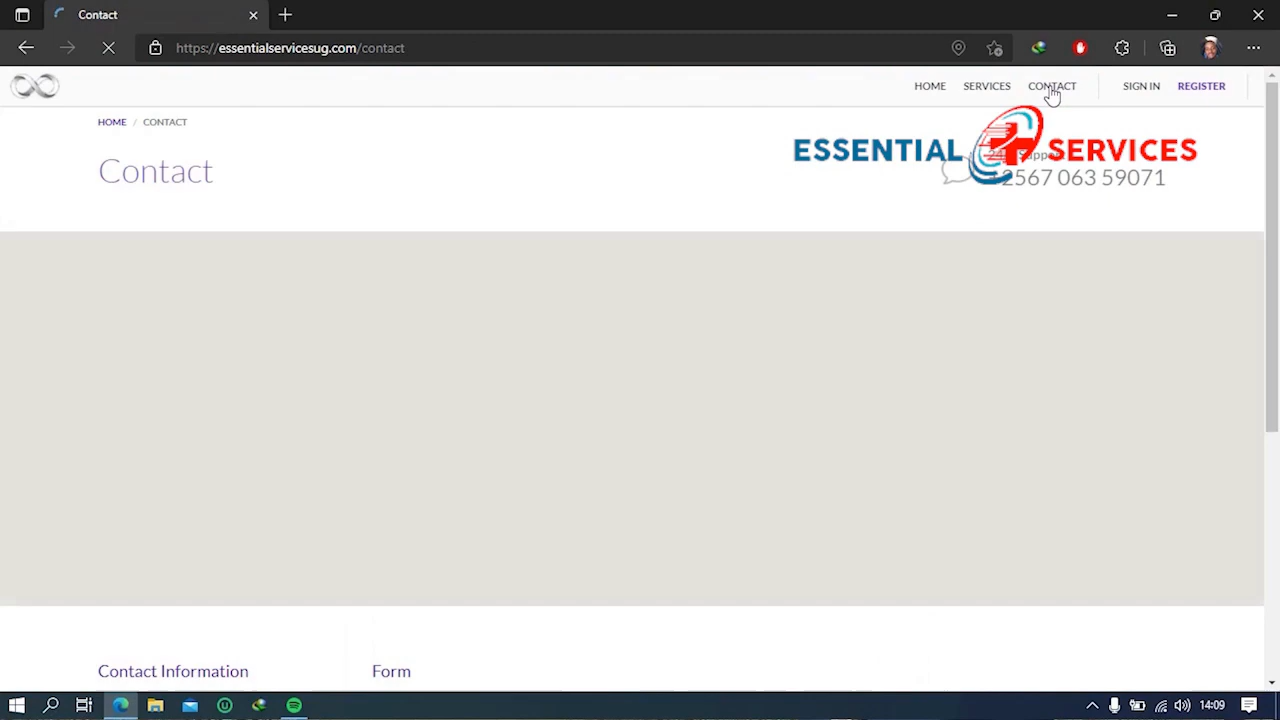 Contact
https://essentialservicesug.com/contact
HOME SERVICES CONTACT SIGN IN REGISTER
HOME / CONTACT
Contact
ESSENTIAL SERVICES
2567 063 59071
Contact Information
Form
14:09